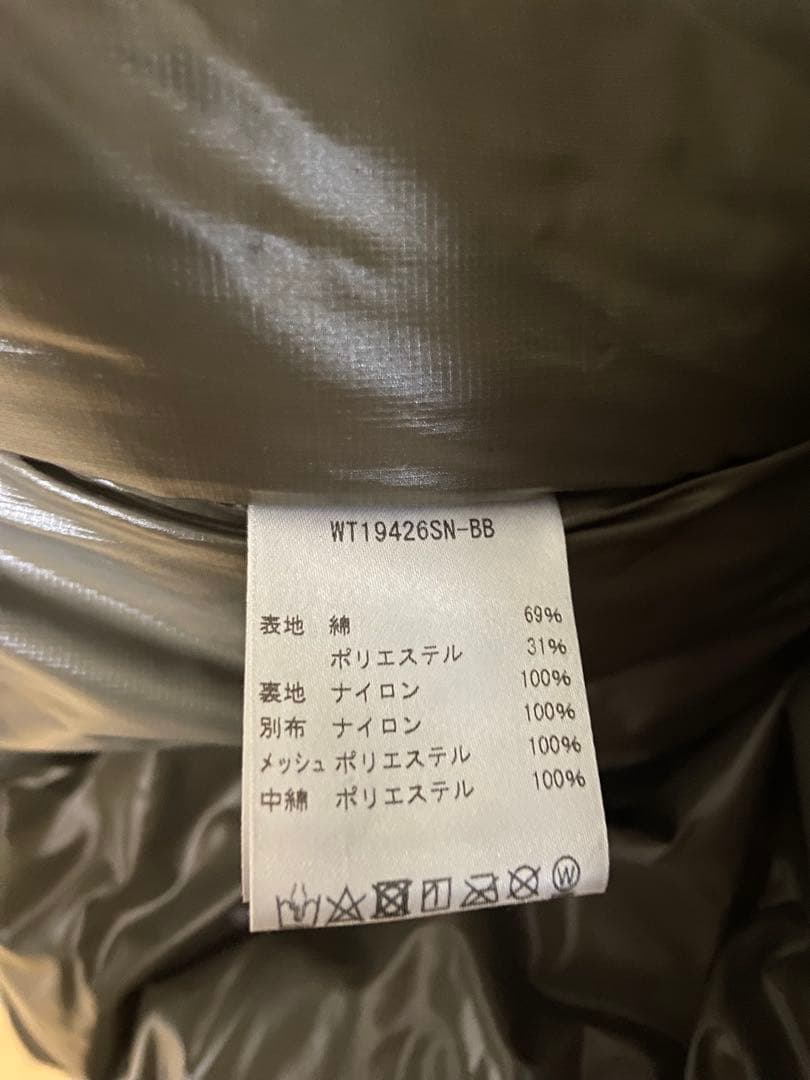 WT19426SN-BB
表地 綿 69%
ポリエステル 31%
裏地 ナイロン 100%
別布 ナイロン 100%
メッシュ ポリエステル 100%
中綿 ポリエステル 100%
W